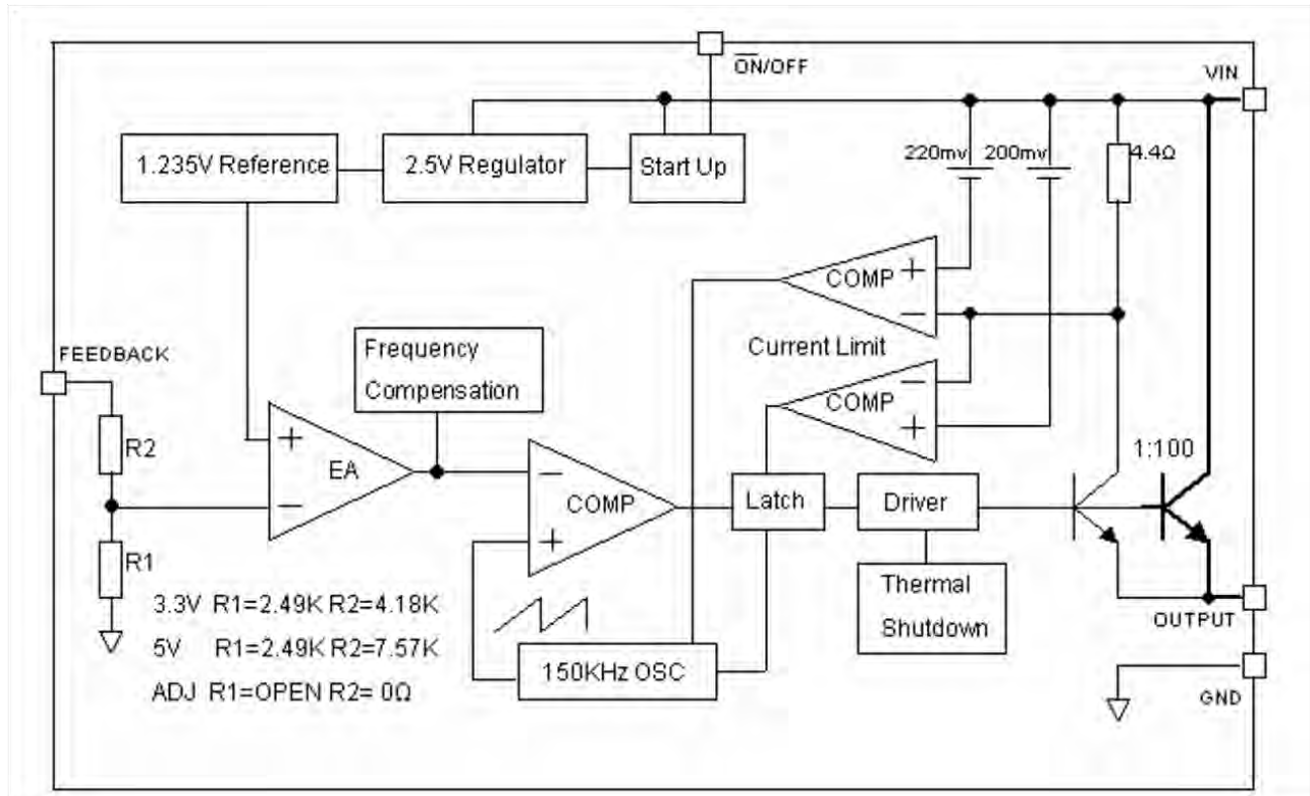 ON/OFF
VIN
1.235V Reference
2.5V Regulator
Start Up
220mv
200mv
4.4Ω
COMP
+
−
Current Limit
FEEDBACK
Frequency
Compensation
−
COMP
+
R2
+
EA
−
−
COMP
+
1:100
Latch
Driver
R1
3.3V R1=2.49K R2=4.18K
5V R1=2.49K R2=7.57K
ADJ R1=OPEN R2= 0Ω
150KHz OSC
Thermal
Shutdown
OUTPUT
GND